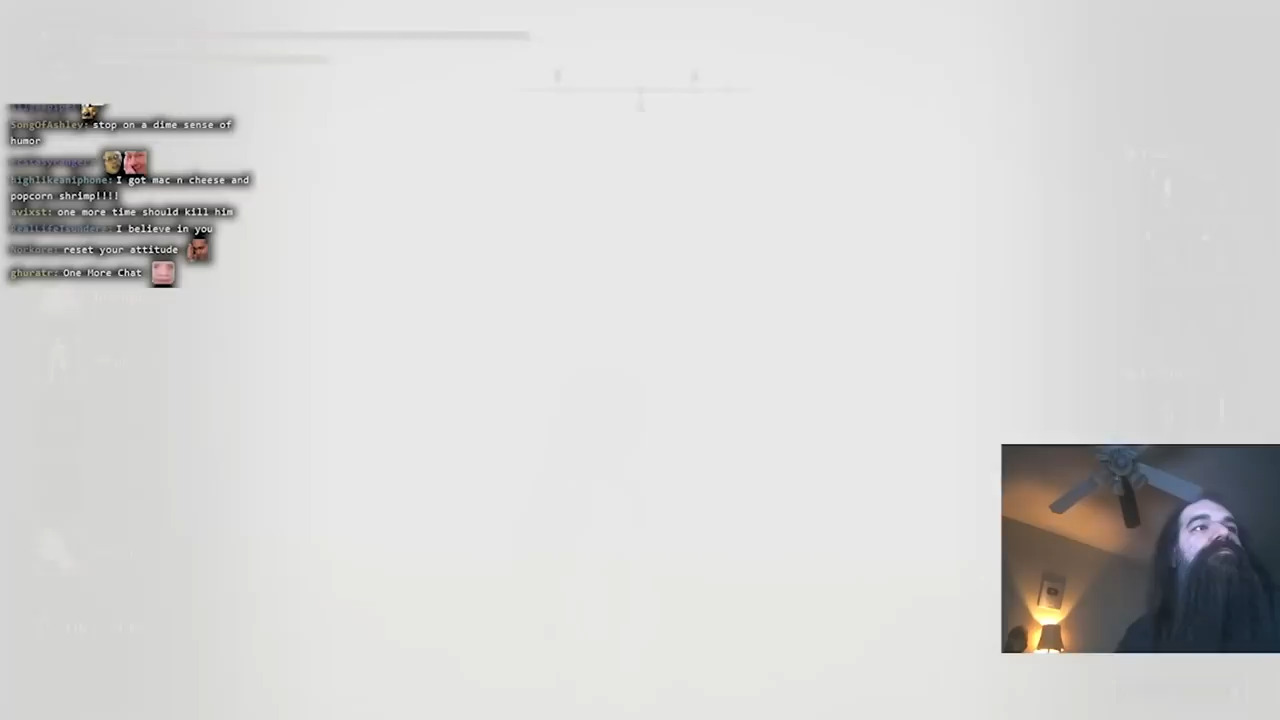 SongOfAshley: stop on a dime sense of
humor
highlikeaniphone: I got mac n cheese and
popcorn shrimp!!!!
avixst: one more time should kill him
I believe in you
reset your attitude
ghuratr: One More Chat